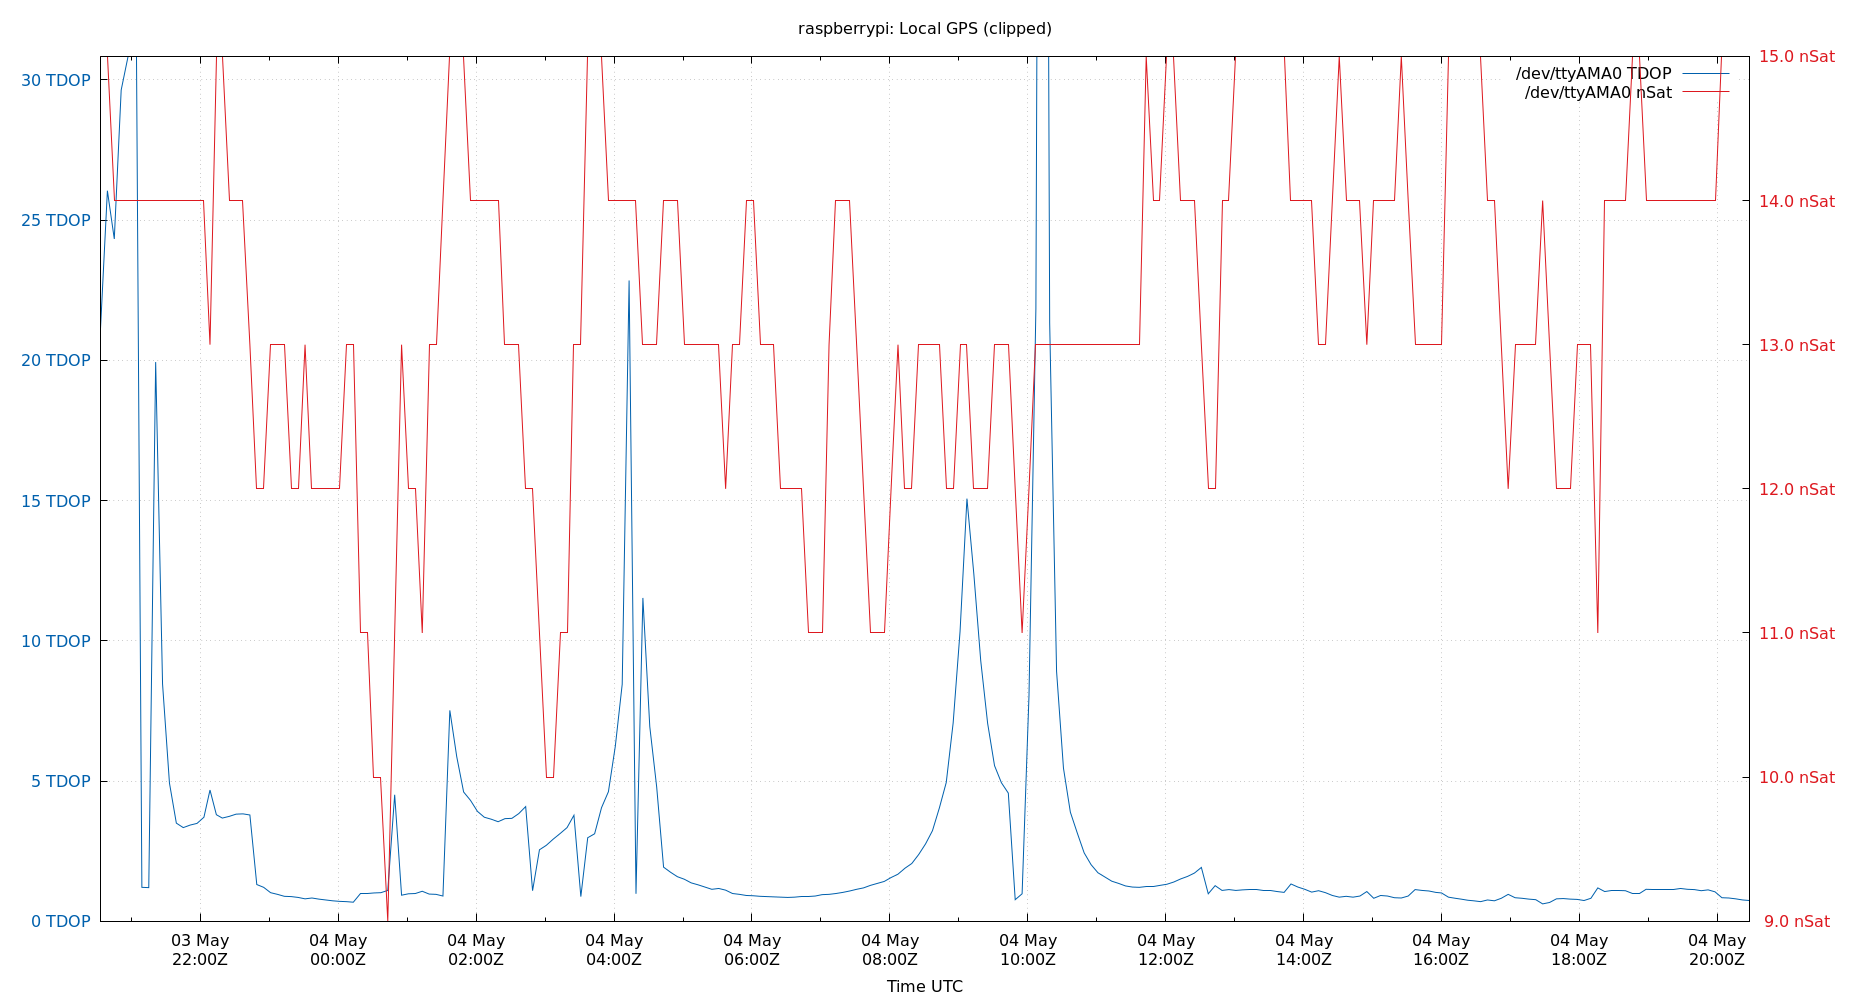 raspberrypi: Local GPS (clipped)
30 TDOP
25 TDOP
20 TDOP
15 TDOP
10 TDOP
5 TDOP
0 TDOP
15.0 nSat
14.0 nSat
13.0 nSat
12.0 nSat
11.0 nSat
10.0 nSat
9.0 nSat
/dev/ttyAMA0 TDOP
/dev/ttyAMA0 nSat
03 May
22:00Z
04 May
00:00Z
04 May
02:00Z
04 May
04:00Z
04 May
06:00Z
04 May
08:00Z
04 May
10:00Z
04 May
12:00Z
04 May
14:00Z
04 May
16:00Z
04 May
18:00Z
04 May
20:00Z
Time UTC